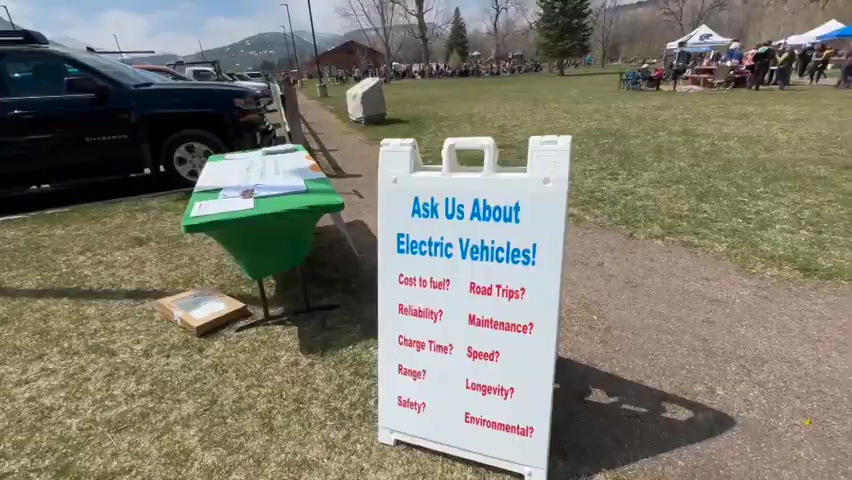 Ask Us About
Electric Vehicles!
Cost to fuel?
Reliability?
Charge Time?
Range?
Safety?
Road Trips?
Maintenance?
Speed?
Longevity?
Environmental?
SILVERADO